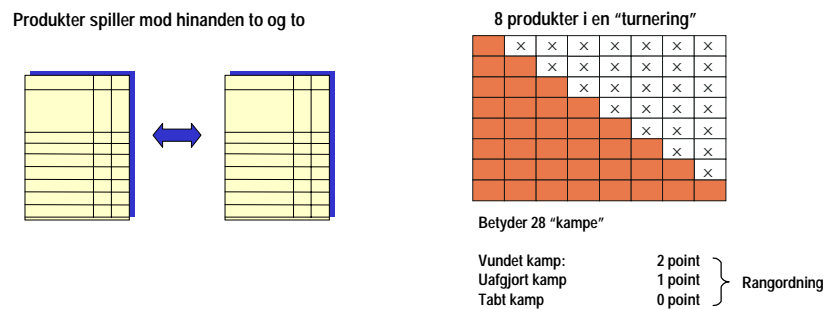 Produkter spiller mod hinanden to og to
8 produkter i en “turnering”
x x x x x x x
x x x x x x
x x x x x
x x x x
x x x
x x
x
Betyder 28 “kampe”
Vundet kamp: 2 point
Uafgjort kamp 1 point
Rangordning
Tabt kamp 0 point